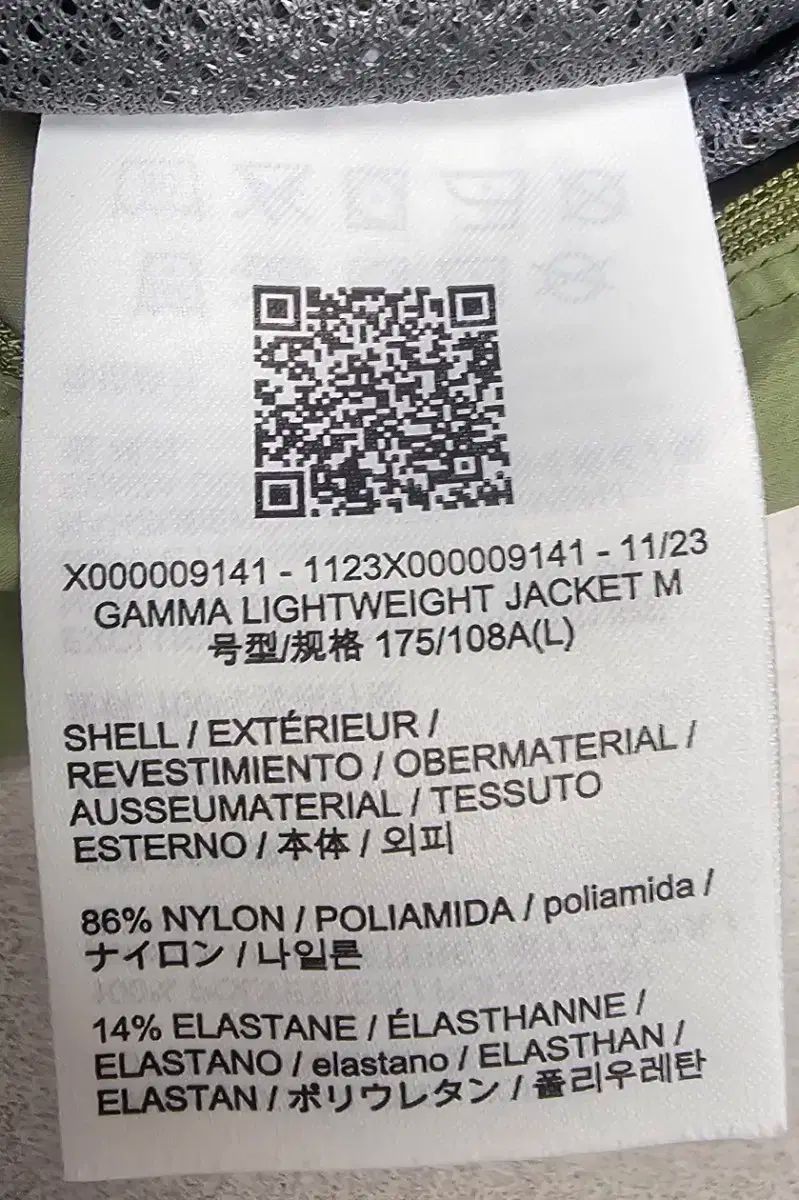 X000009141 - 1123X000009141 - 11/23
GAMMA LIGHTWEIGHT JACKET M
号型/规格 175/108A(L)
SHELL / EXTÉRIEUR /
REVESTIMIENTO / OBERMATERIAL /
AUSSEUMATERIAL / TESSUTO
ESTERNO / 本体 / 외피
86% NYLON / POLIAMIDA / poliamida /
ナイロン / 나일론
14% ELASTANE / ÉLASTHANNE /
ELASTANO / elastano / ELASTHAN /
ELASTAN / ポリウレタン / 폴리우레탄